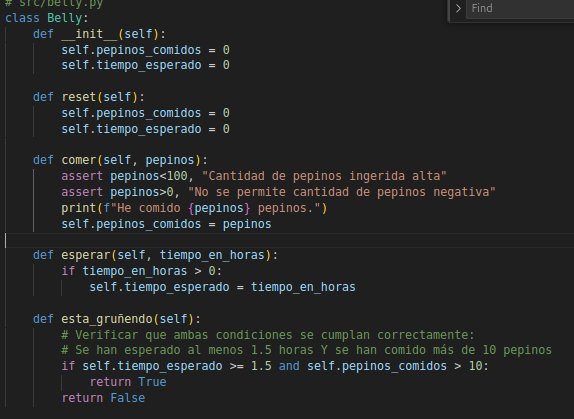 # src/belly.py
Find
class Belly:
    def __init__(self):
        self.pepinos_comidos = 0
        self.tiempo_esperado = 0
    def reset(self):
        self.pepinos_comidos = 0
        self.tiempo_esperado = 0
    def comer(self, pepinos):
        assert pepinos<100, "Cantidad de pepinos ingerida alta"
        assert pepinos>0, "No se permite cantidad de pepinos negativa"
        print(f"He comido {pepinos} pepinos.")
        self.pepinos_comidos = pepinos
    def esperar(self, tiempo_en_horas):
        if tiempo_en_horas > 0:
            self.tiempo_esperado = tiempo_en_horas
    def esta_gruñendo(self):
        # Verificar que ambas condiciones se cumplan correctamente:
        # Se han esperado al menos 1.5 horas Y se han comido más de 10 pepinos
        if self.tiempo_esperado >= 1.5 and self.pepinos_comidos > 10:
            return True
        return False